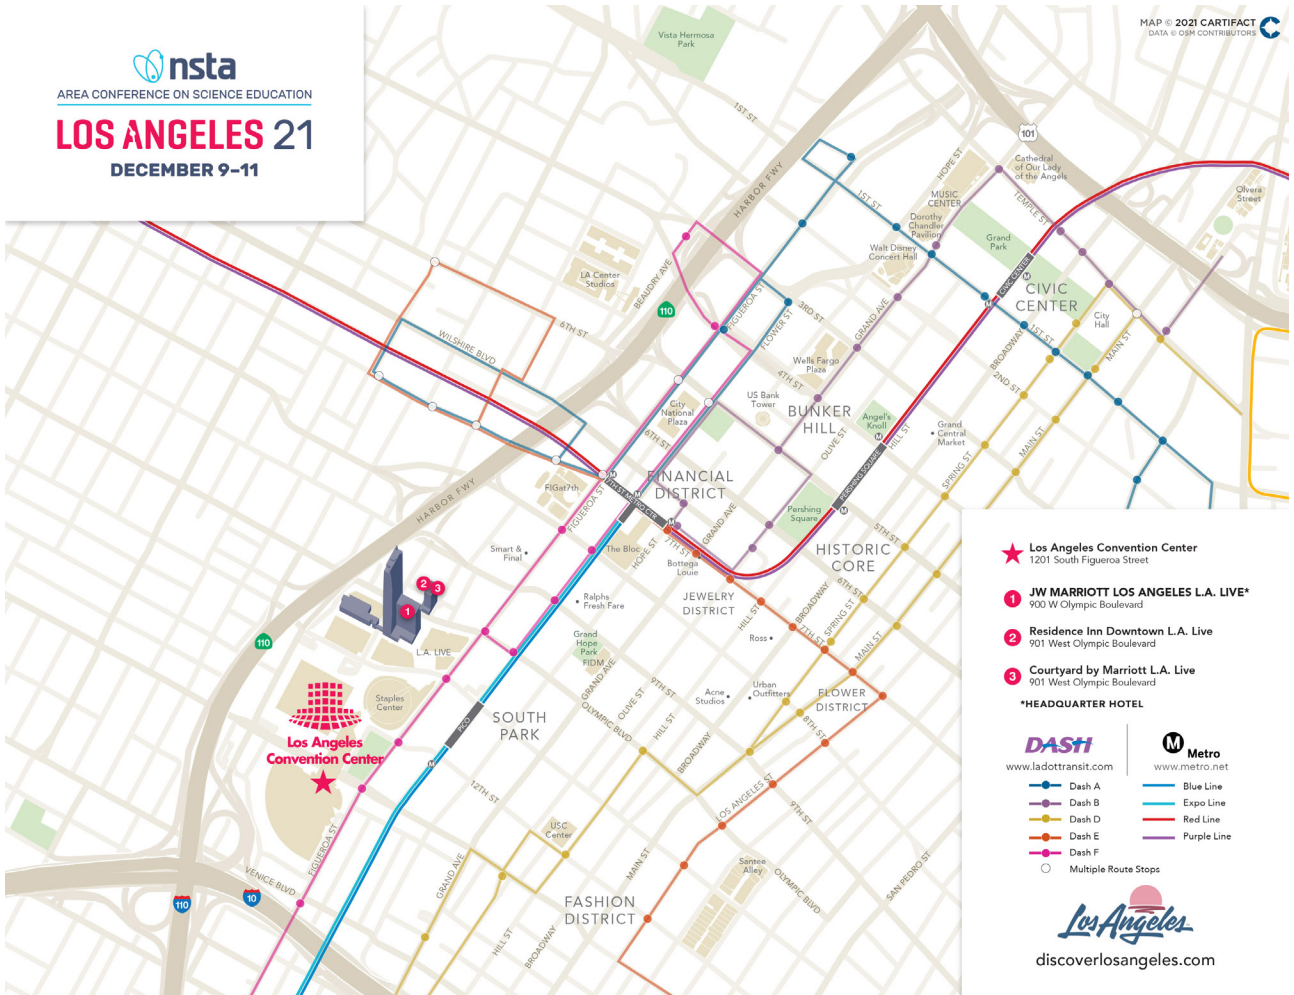 nsta
AREA CONFERENCE ON SCIENCE EDUCATION
LOS ANGELES 21
DECEMBER 9–11
MAP © 2021 CARTIFACT
DATA © OSM CONTRIBUTORS
Vista Hermosa
Park
1ST ST
HARBOR FWY
101
Cathedral
of Our Lady
of the Angels
HOPE ST
MUSIC
CENTER
TEMPLE ST
Olvera
Street
1ST ST
Dorothy
Chandler
Pavilion
Walt Disney
Concert Hall
Grand
Park
CIVIC CENTER
M
M
CIVIC
CENTER
LA Center
Studios
BEAUDRY AVE
110
FIGUEROA ST
FLOWER ST
3RD ST
GRAND AVE
City
Hall
1ST ST
MAIN ST
BROADWAY
2ND ST
6TH ST
WILSHIRE BLVD
Wells Fargo
Plaza
4TH ST
US Bank
Tower
BUNKER
HILL
City
National
Plaza
6TH ST
Angel's
Knoll
M
HILL ST
OLIVE ST
Grand
Central
Market
MAIN ST
SPRING ST
PERSHING SQUARE
M
FINANCIAL
DISTRICT
M
M
M
7TH ST METRO CTR
FIGat7th
HARBOR FWY
FIGUEROA ST
GRAND AVE
Pershing
Square
5TH ST
HISTORIC
CORE
Smart &
Final
The Bloc
HOPE ST
7TH ST
Bottega
Louie
6TH ST
JEWELRY
DISTRICT
HILL ST
BROADWAY
SPRING ST
7TH ST
MAIN ST
Ralphs
Fresh Fare
Ross
1
2
3
110
L.A. LIVE
Grand
Hope
Park
FIDM
GRAND AVE
9TH ST
OLIVE ST
OLYMPIC BLVD
HILL ST
Acne
Studios
Urban
Outfitters
FLOWER
DISTRICT
8TH ST
Staples
Center
Los Angeles
Convention Center
PICO
M
SOUTH
PARK
BROADWAY
12TH ST
LOS ANGELES ST
9TH ST
FIGUEROA ST
VENICE BLVD
110
10
USC
Center
GRAND AVE
MAIN ST
Santee
Alley
OLYMPIC BLVD
SAN PEDRO ST
FASHION
DISTRICT
HILL ST
BROADWAY
Los Angeles Convention Center
1201 South Figueroa Street
1
JW MARRIOTT LOS ANGELES L.A. LIVE*
900 W Olympic Boulevard
2
Residence Inn Downtown L.A. Live
901 West Olympic Boulevard
3
Courtyard by Marriott L.A. Live
901 West Olympic Boulevard
*HEADQUARTER HOTEL
DASH
www.ladottransit.com
M Metro
www.metro.net
Dash A
Dash B
Dash D
Dash E
Dash F
Multiple Route Stops
Blue Line
Expo Line
Red Line
Purple Line
Los Angeles
discoverlosangeles.com